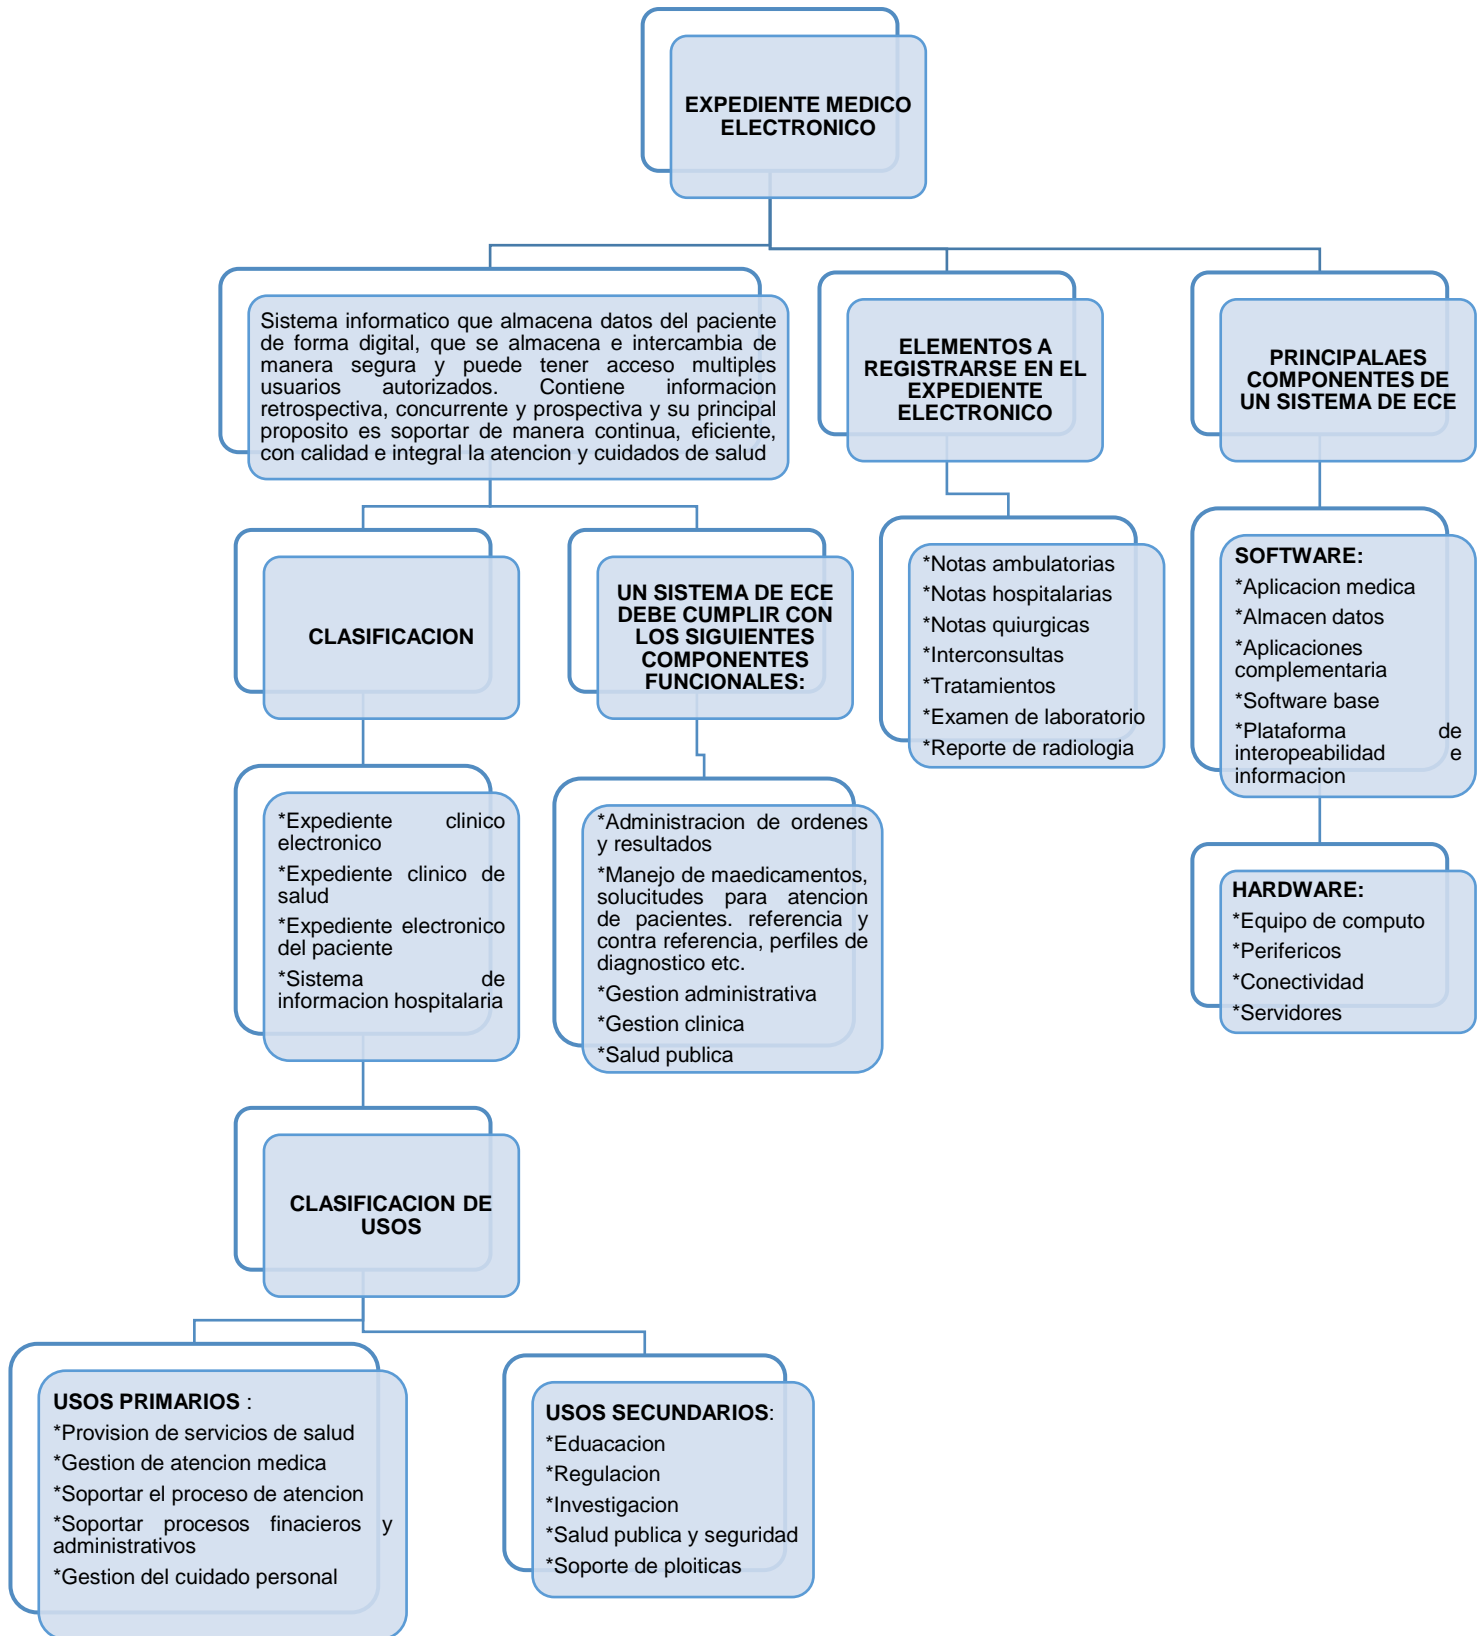 EXPEDIENTE MEDICO
ELECTRONICO
Sistema informatico que almacena datos del paciente
de forma digital, que se almacena e intercambia de
manera segura y puede tener acceso multiples
usuarios autorizados. Contiene informacion
retrospectiva, concurrente y prospectiva y su principal
proposito es soportar de manera continua, eficiente,
con calidad e integral la atencion y cuidados de salud
ELEMENTOS A
REGISTRARSE EN EL
EXPEDIENTE
ELECTRONICO
PRINCIPALAES
COMPONENTES DE
UN SISTEMA DE ECE
CLASIFICACION
UN SISTEMA DE ECE
DEBE CUMPLIR CON
LOS SIGUIENTES
COMPONENTES
FUNCIONALES:
*Notas ambulatorias
*Notas hospitalarias
*Notas quiurgicas
*Interconsultas
*Tratamientos
*Examen de laboratorio
*Reporte de radiologia
SOFTWARE:
*Aplicacion medica
*Almacen datos
*Aplicaciones
complementaria
*Software base
*Plataforma de
interopeabilidad e
informacion
*Expediente clinico
electronico
*Expediente clinico de
salud
*Expediente electronico
del paciente
*Sistema de
informacion hospitalaria
*Administracion de ordenes
y resultados
*Manejo de maedicamentos,
solucitudes para atencion
de pacientes. referencia y
contra referencia, perfiles de
diagnostico etc.
*Gestion administrativa
*Gestion clinica
*Salud publica
HARDWARE:
*Equipo de computo
*Perifericos
*Conectividad
*Servidores
CLASIFICACION DE
USOS
USOS PRIMARIOS :
*Provision de servicios de salud
*Gestion de atencion medica
*Soportar el proceso de atencion
*Soportar procesos finacieros y
administrativos
*Gestion del cuidado personal
USOS SECUNDARIOS:
*Eduacacion
*Regulacion
*Investigacion
*Salud publica y seguridad
*Soporte de ploiticas